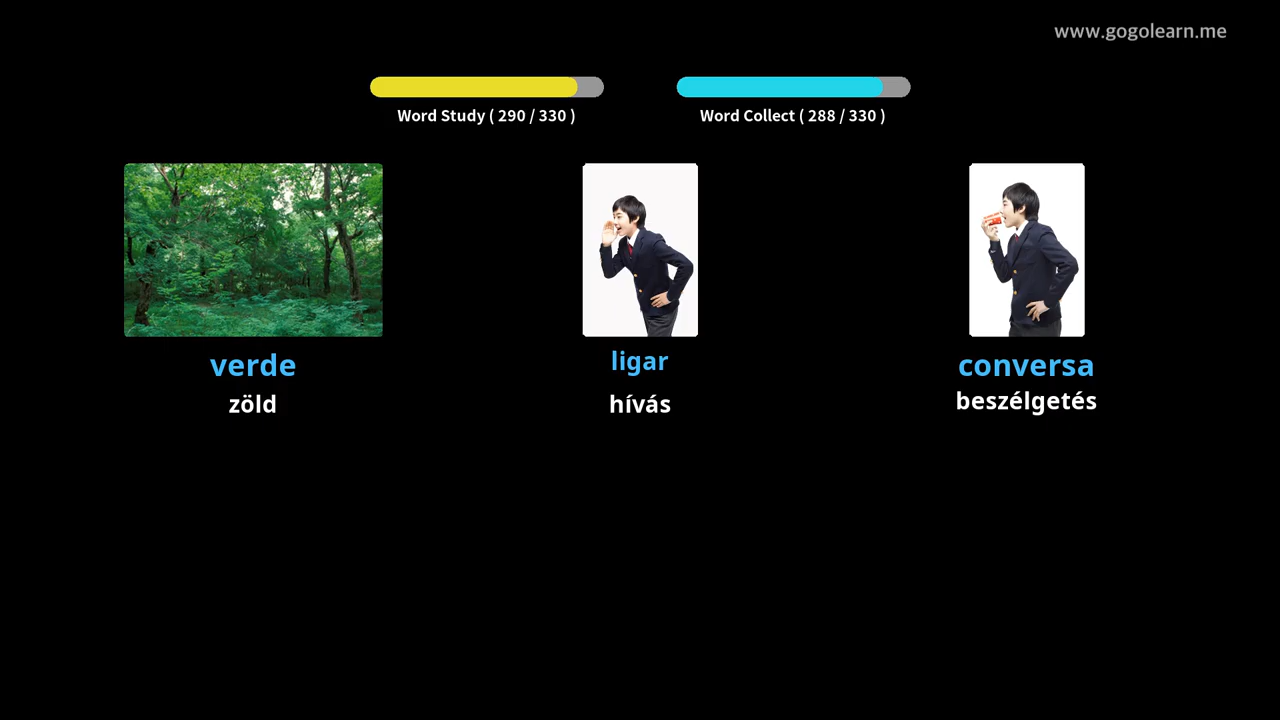 www.gogolearn.me
Word Study ( 290 / 330 )
Word Collect ( 288 / 330 )
verde
zöld
ligar
hívás
conversa
beszélgetés